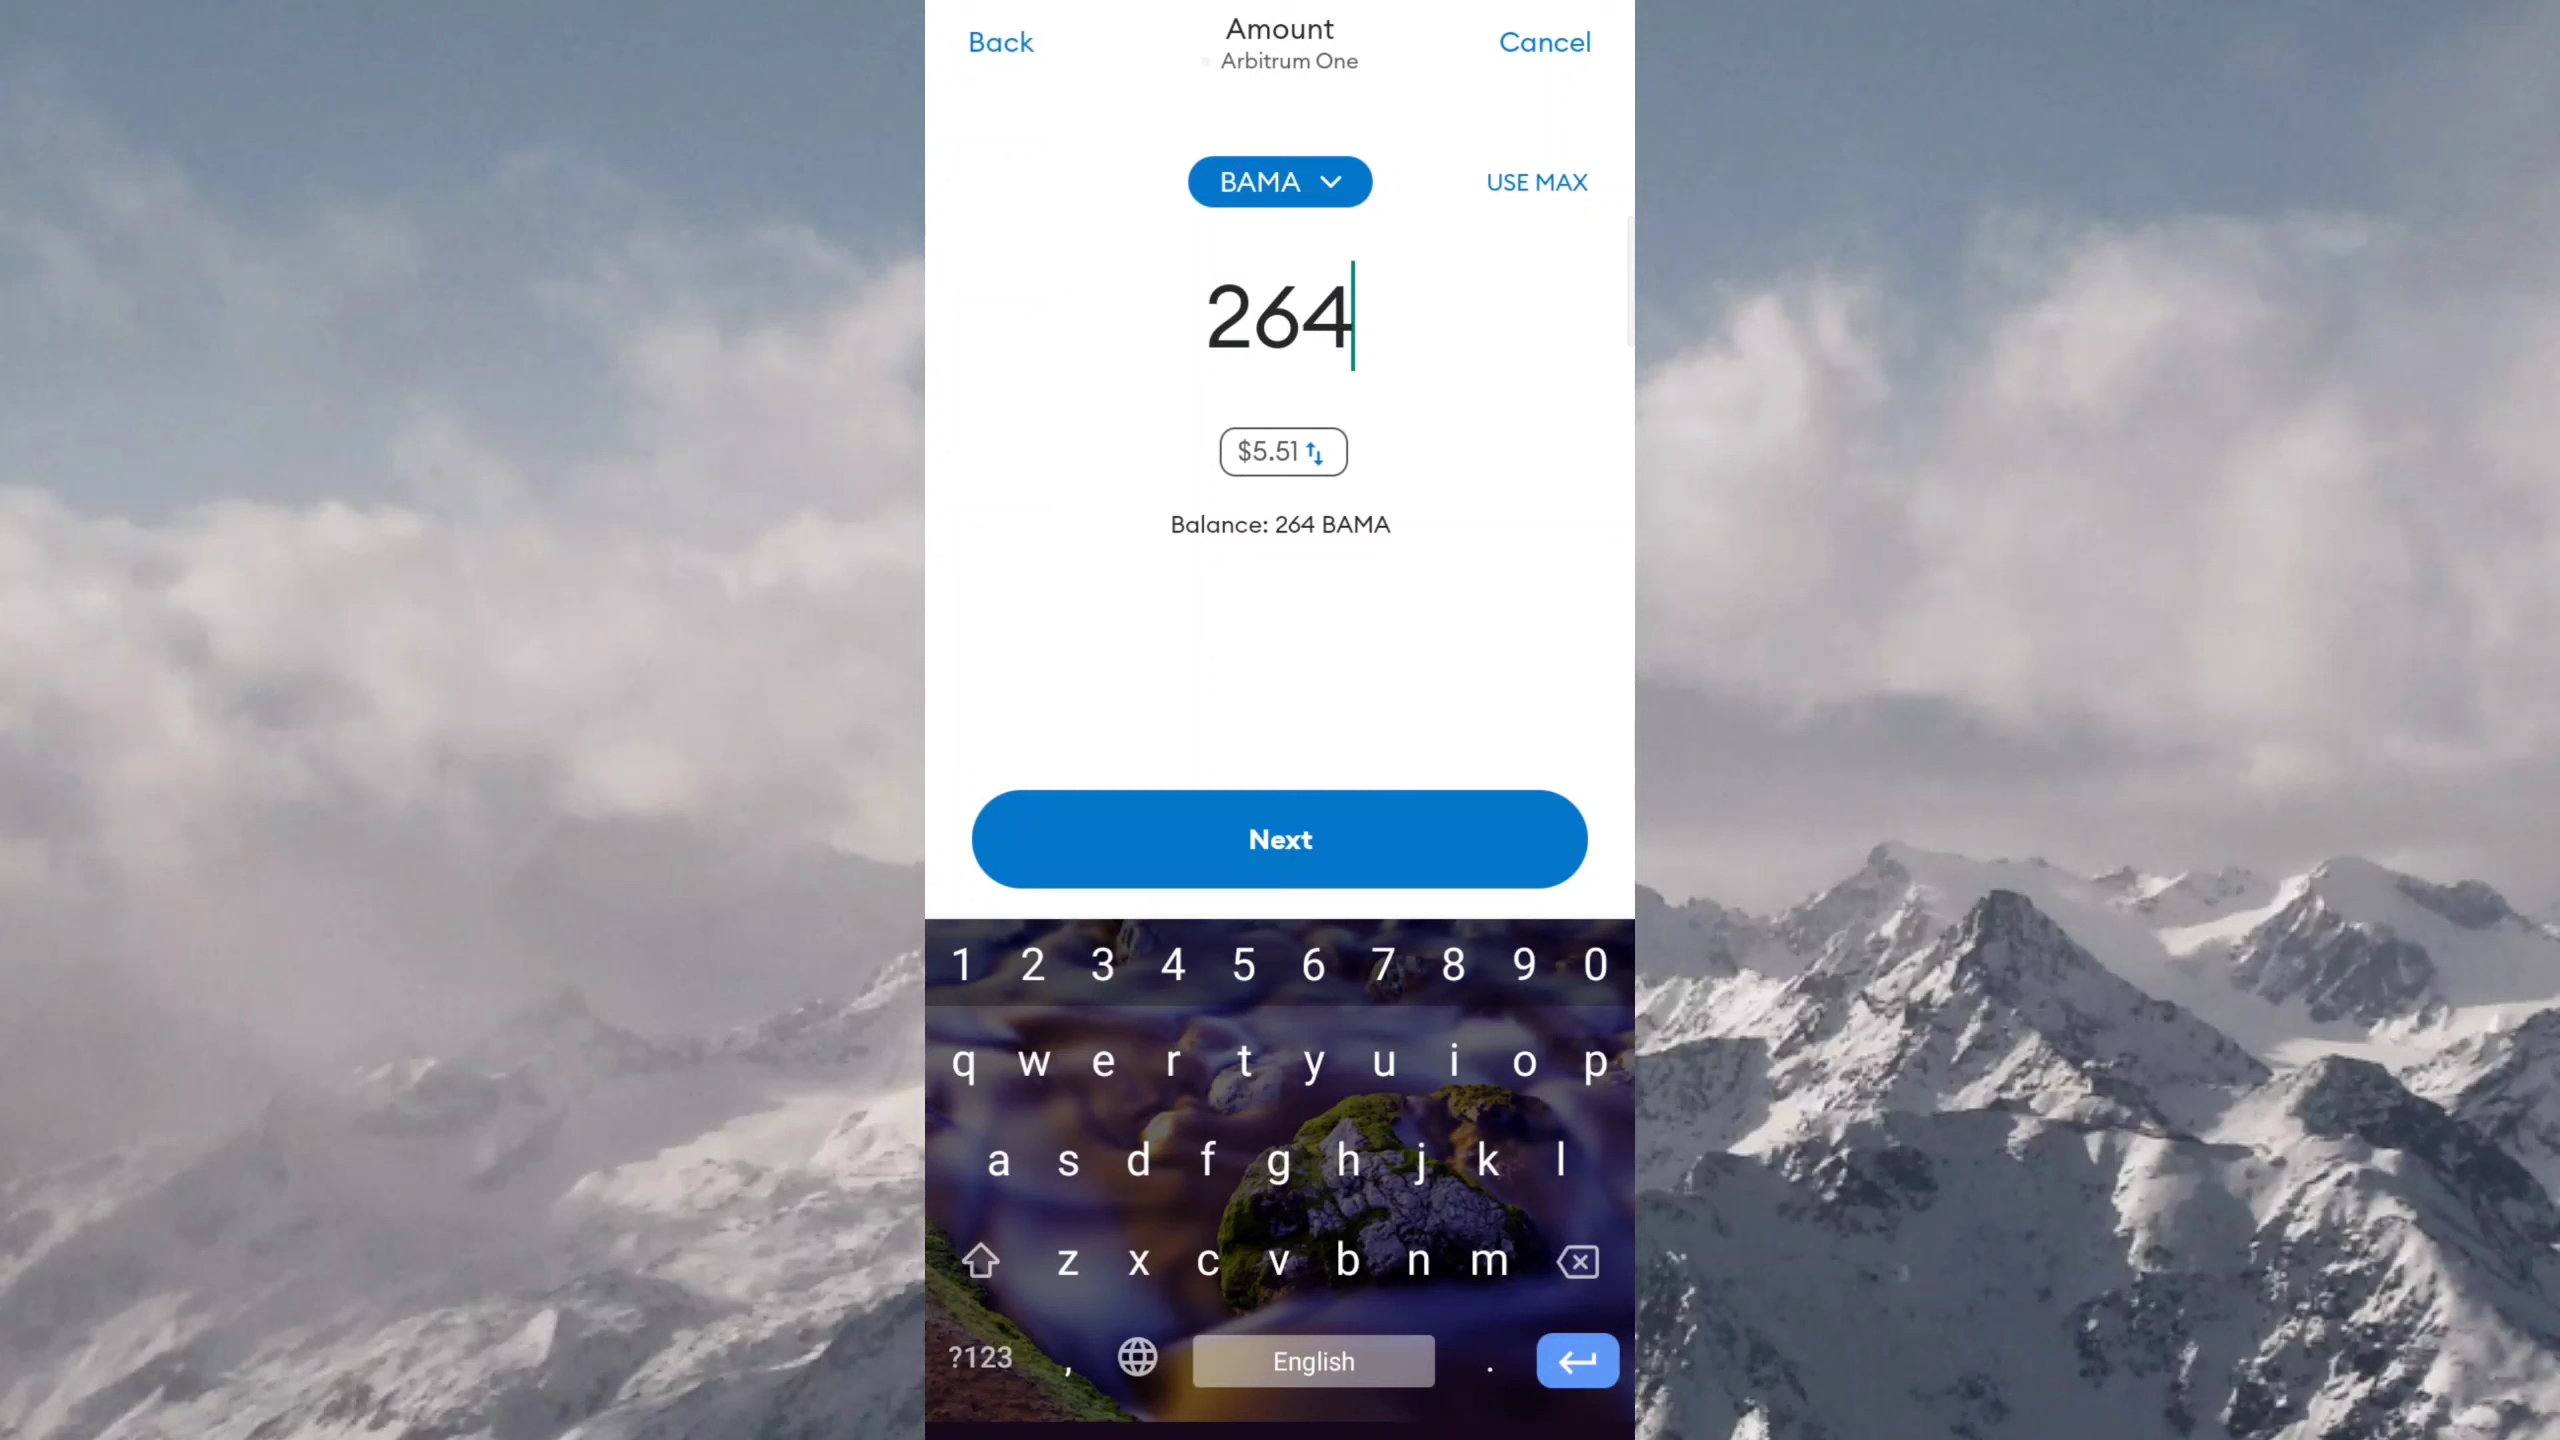 Back
Amount
Cancel
Arbitrum One
BAMA
USE MAX
264
$5.51
Balance: 264 BAMA
Next
1 2 3 4 5 6 7 8 9 0
q w e r t y u i o p
a s d f g h j k l
z x c v b n m
?123 , English .